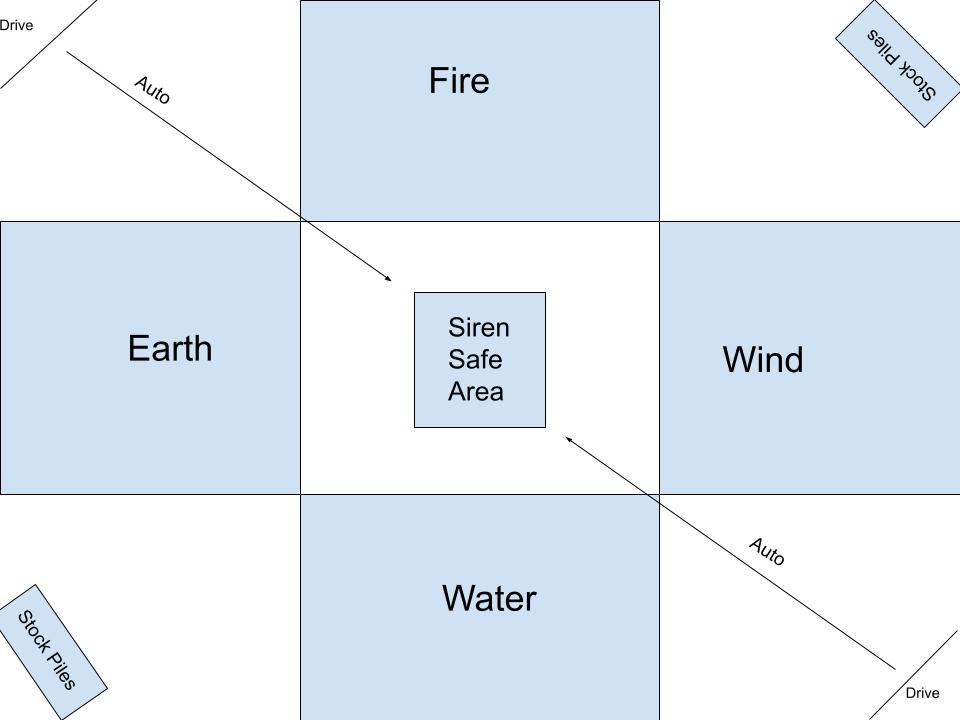 Drive
Auto
Fire
Stock Piles
Earth
Siren
Safe
Area
Wind
Auto
Water
Stock Piles
Drive